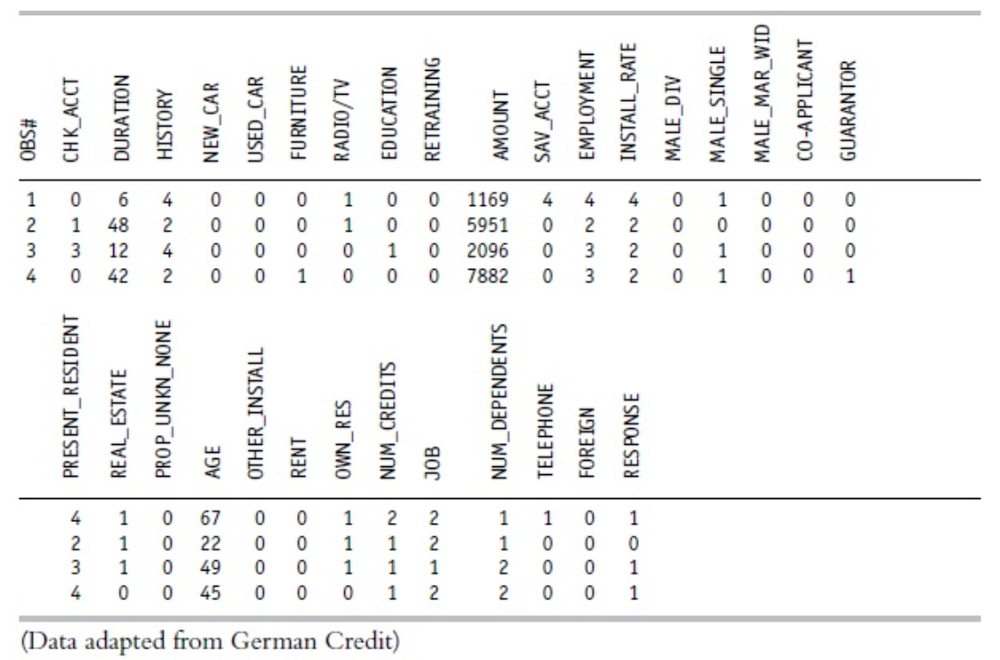 OBS# CHK_ACCT DURATION HISTORY NEW_CAR USED_CAR FURNITURE RADIO/TV EDUCATION RETRAINING AMOUNT SAV_ACCT EMPLOYMENT INSTALL_RATE MALE_DIV MALE_SINGLE MALE_MAR_WID CO-APPLICANT GUARANTOR
1 0 6 4 0 0 0 1 0 0 1169 4 4 4 0 1 0 0 0
2 1 48 2 0 0 0 1 0 0 5951 0 2 2 0 0 0 0 0
3 3 12 4 0 0 0 0 1 0 2096 0 3 2 0 1 0 0 0
4 0 42 2 0 0 1 0 0 0 7882 0 3 2 0 1 0 0 1
PRESENT_RESIDENT REAL_ESTATE PROP_UNKN_NONE AGE OTHER_INSTALL RENT OWN_RES NUM_CREDITS JOB NUM_DEPENDENTS TELEPHONE FOREIGN RESPONSE
4 1 0 67 0 0 1 2 2 1 1 0 1
2 1 0 22 0 0 1 1 2 1 0 0 0
3 1 0 49 0 0 1 1 1 2 0 0 1
4 0 0 45 0 0 0 1 2 2 0 0 1
(Data adapted from German Credit)